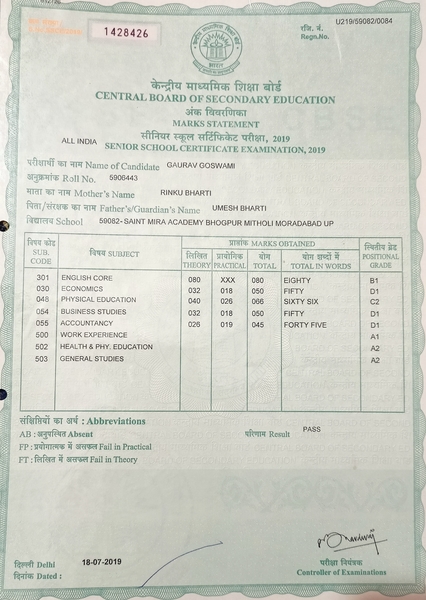 1428426
U219/59082/0084
रजि. नं.
Regn.No.
भारत
केन्द्रीय माध्यमिक शिक्षा बोर्ड
CENTRAL BOARD OF SECONDARY EDUCATION
अंक विवरणिका
MARKS STATEMENT
ALL INDIA सीनियर स्कूल सर्टिफिकेट परीक्षा, 2019
SENIOR SCHOOL CERTIFICATE EXAMINATION, 2019
परीक्षार्थी का नाम Name of Candidate GAURAV GOSWAMI
अनुक्रमांक Roll No. 5906443
माता का नाम Mother's Name RINKU BHARTI
पिता/संरक्षक का नाम Father's/Guardian's Name UMESH BHARTI
विद्यालय School 59082-SAINT MIRA ACADEMY BHOGPUR MITHOLI MORADABAD UP
विषय कोड SUB. CODE विषय SUBJECT प्राप्तांक MARKS OBTAINED स्थितीय ग्रेड POSITIONAL GRADE
लिखित THEORY प्रायोगिक PRACTICAL योग TOTAL योग शब्दों में TOTAL IN WORDS
301 ENGLISH CORE 080 XXX 080 EIGHTY B1
030 ECONOMICS 032 018 050 FIFTY D1
048 PHYSICAL EDUCATION 040 026 066 SIXTY SIX C2
054 BUSINESS STUDIES 032 018 050 FIFTY D1
055 ACCOUNTANCY 026 019 045 FORTY FIVE D1
500 WORK EXPERIENCE A1
502 HEALTH & PHY. EDUCATION A2
503 GENERAL STUDIES A2
संक्षिप्तियों का अर्थ : Abbreviations
AB : अनुपस्थित Absent परिणाम Result PASS
FP : प्रयोगात्मक में असफल Fail in Practical
FT : लिखित में असफल Fail in Theory
दिल्ली Delhi
दिनांक Dated : 18-07-2019
परीक्षा नियंत्रक
Controller of Examinations